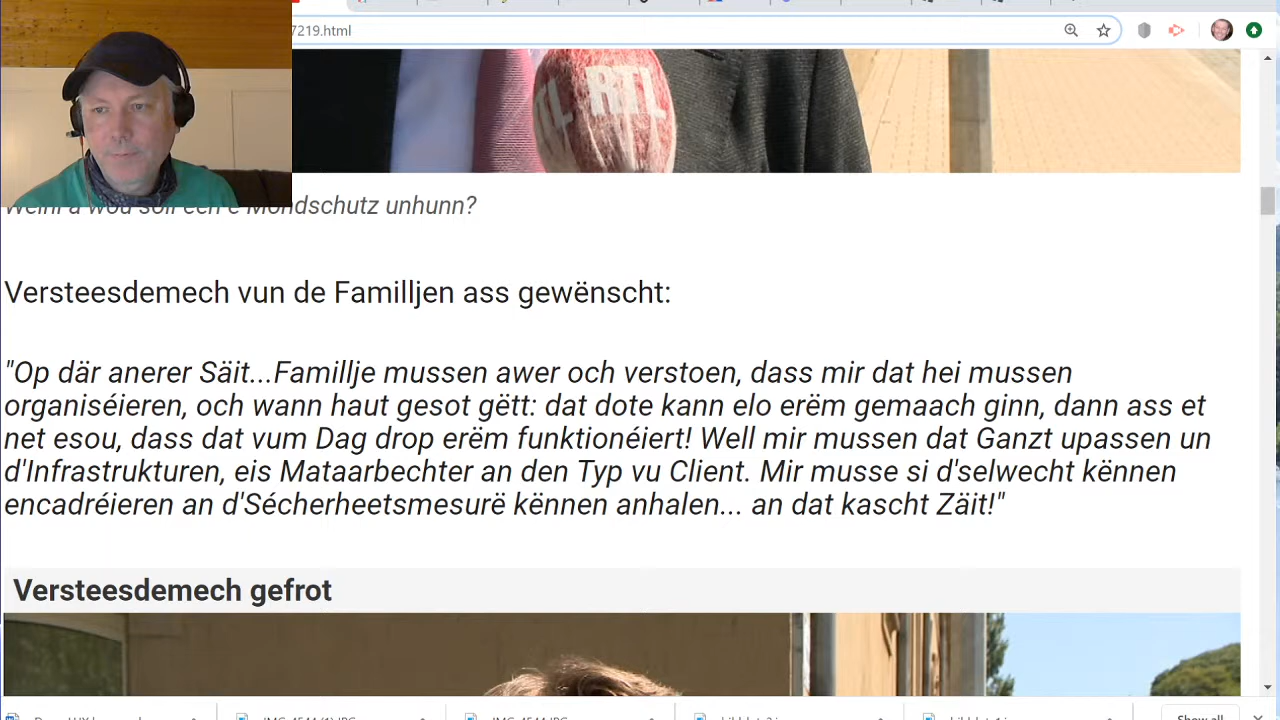 7219.html
RTL
a wou soll een e Mondschutz unhunn?
Versteesdemech vun de Familljen ass gewënscht:
"Op där anerer Säit...Famillje mussen awer och verstoen, dass mir dat hei mussen
organiséieren, och wann haut gesot gëtt: dat dote kann elo erëm gemaach ginn, dann ass et
net esou, dass dat vum Dag drop erëm funktionéiert! Well mir mussen dat Ganzt upassen un
d'Infrastrukturen, eis Mataarbechter an den Typ vu Client. Mir musse si d'selwecht kënnen
encadréieren an d'Sécherheetsmesurë kënnen anhalen... an dat kascht Zäit!"
Versteesdemech gefrot
Show all